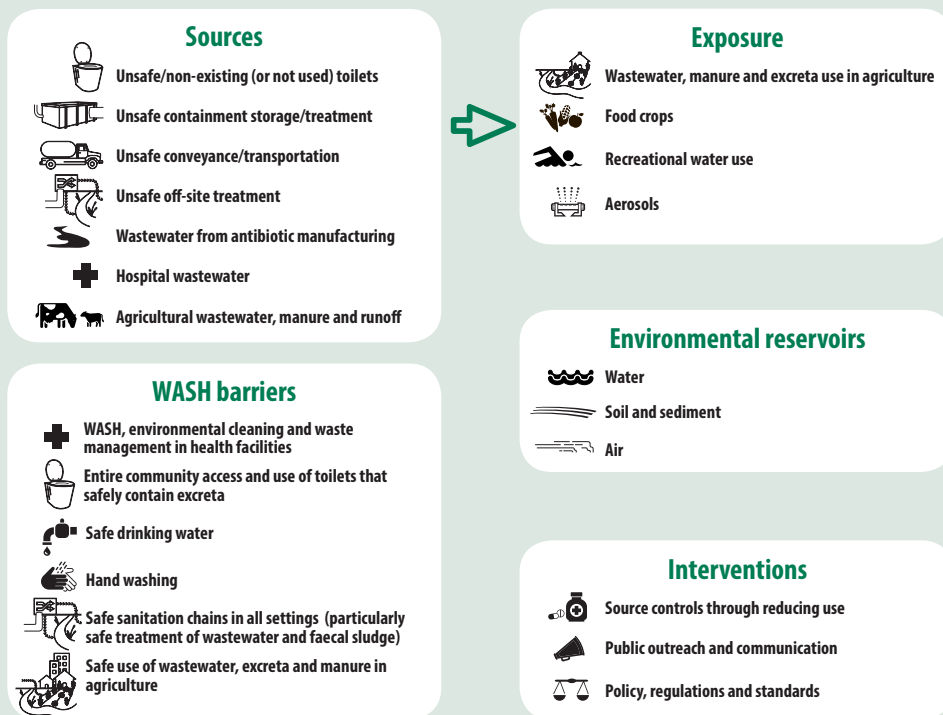 Sources
Unsafe/non-existing (or not used) toilets
Unsafe containment storage/treatment
Unsafe conveyance/transportation
Unsafe off-site treatment
Wastewater from antibiotic manufacturing
Hospital wastewater
Agricultural wastewater, manure and runoff
WASH barriers
WASH, environmental cleaning and waste
management in health facilities
Entire community access and use of toilets that
safely contain excreta
Safe drinking water
Hand washing
Safe sanitation chains in all settings (particularly
safe treatment of wastewater and faecal sludge)
Safe use of wastewater, excreta and manure in
agriculture
Exposure
Wastewater, manure and excreta use in agriculture
Food crops
Recreational water use
Aerosols
Environmental reservoirs
Water
Soil and sediment
Air
Interventions
Source controls through reducing use
Public outreach and communication
Policy, regulations and standards